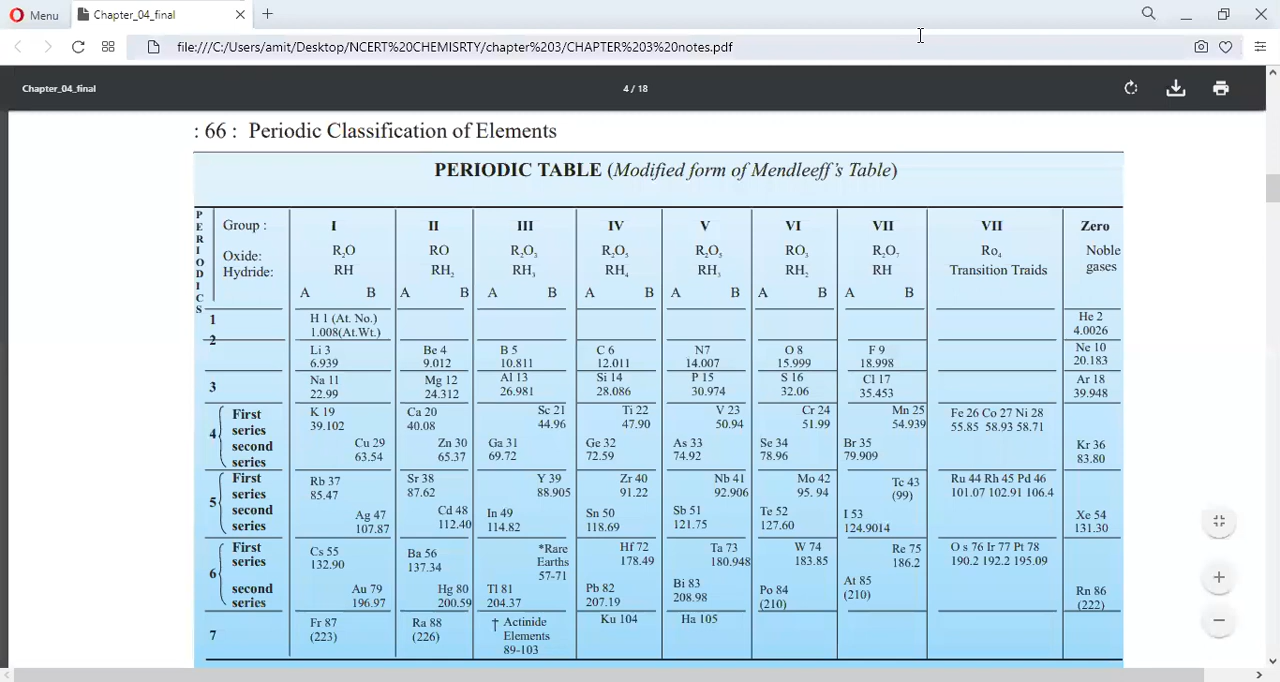 Menu
Chapter_04_final
file:///C:/Users/amit/Desktop/NCERT%20CHEMISRTY/chapter%203/CHAPTER%203%20notes.pdf
Chapter_04_final 4 / 18
: 66 : Periodic Classification of Elements
PERIODIC TABLE (Modified form of Mendleeff's Table)
PERIODICS
Group : I II III IV V VI VII VII Zero
Oxide: R₂O RO R₂O₃ R₂O₅ R₂O₅ RO₃ R₂O₇ Ro₄ Noble
Hydride: RH RH₂ RH₃ RH₄ RH₃ RH₂ RH Transition Traids gases
A B A B A B A B A B A B A B
1 H 1 (At. No.) He 2
1.008(At.Wt.) 4.0026
2
Li 3 Be 4 B 5 C 6 N7 O 8 F 9 Ne 10
6.939 9.012 10.811 12.011 14.007 15.999 18.998 20.183
3 Na 11 Mg 12 Al 13 Si 14 P 15 S 16 Cl 17 Ar 18
22.99 24.312 26.981 28.086 30.974 32.06 35.453 39.948
4 First series K 19 Ca 20 Sc 21 Ti 22 V 23 Cr 24 Mn 25 Fe 26 Co 27 Ni 28
39.102 40.08 44.96 47.90 50.94 51.99 54.939 55.85 58.93 58.71
second series Cu 29 Zn 30 Ga 31 Ge 32 As 33 Se 34 Br 35 Kr 36
63.54 65.37 69.72 72.59 74.92 78.96 79.909 83.80
5 First series Rb 37 Sr 38 Y 39 Zr 40 Nb 41 Mo 42 Tc 43 Ru 44 Rh 45 Pd 46
85.47 87.62 88.905 91.22 92.906 95. 94 (99) 101.07 102.91 106.4
second series Ag 47 Cd 48 In 49 Sn 50 Sb 51 Te 52 I 53 Xe 54
107.87 112.40 114.82 118.69 121.75 127.60 124.9014 131.30
6 First series Cs 55 Ba 56 *Rare Earths 57-71 Hf 72 Ta 73 W 74 Re 75 O s 76 Ir 77 Pt 78
132.90 137.34 178.49 180.948 183.85 186.2 190.2 192.2 195.09
second series Au 79 Hg 80 Tl 81 Pb 82 Bi 83 Po 84 At 85 Rn 86
196.97 200.59 204.37 207.19 208.98 (210) (210) (222)
7 Fr 87 Ra 88 † Actinide Elements 89-103 Ku 104 Ha 105
(223) (226)